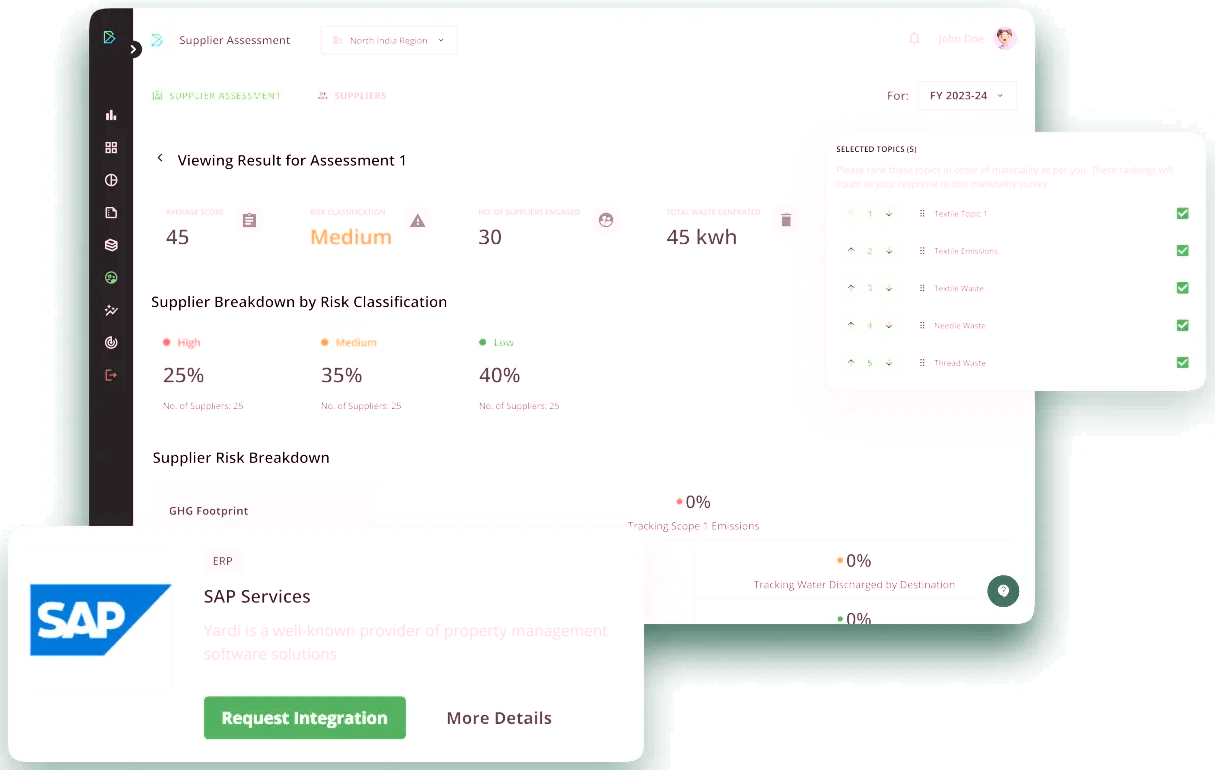 Supplier Assessment
North India Region
John Doe
SUPPLIER ASSESSMENT
SUPPLIERS
For:
FY 2023-24
Viewing Result for Assessment 1
AVERAGE SCORE
45
RISK CLASSIFICATION
Medium
NO. OF SUPPLIERS ENGAGED
30
TOTAL WASTE GENERATED
45 kwh
SELECTED TOPICS (5)
Please rank these topics in order of materiality as per you. These rankings will
count as your response to this materiality survey.
1 Textile Topic 1
2 Textile Emissions
3 Textile Waste
4 Needle Waste
5 Thread Waste
Supplier Breakdown by Risk Classification
High
25%
No. of Suppliers: 25
Medium
35%
No. of Suppliers: 25
Low
40%
No. of Suppliers: 25
Supplier Risk Breakdown
GHG Footprint
0%
Tracking Scope 1 Emissions
0%
Tracking Water Discharged by Destination
0%
SAP
ERP
SAP Services
Yardi is a well-known provider of property management
software solutions
Request Integration
More Details